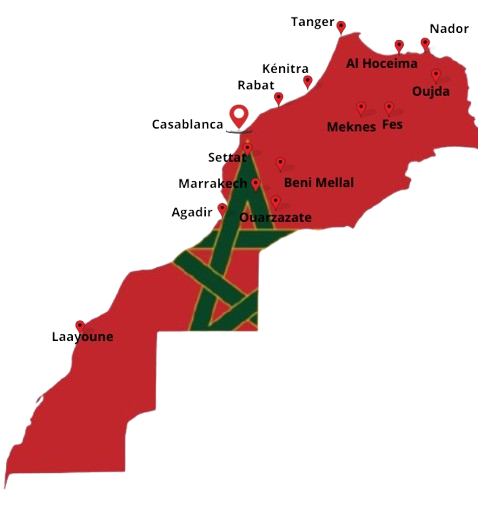 Tanger
Nador
Al Hoceima
Kénitra
Oujda
Rabat
Casablanca
Meknes
Fes
Settat
Marrakech
Beni Mellal
Agadir
Ouarzazate
Laayoune